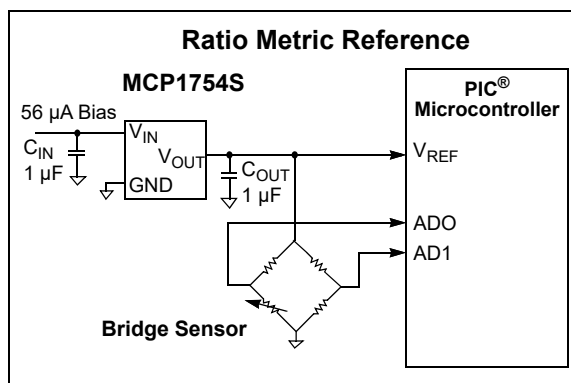 Ratio Metric Reference
MCP1754S
PIC®
Microcontroller
56 µA Bias
CIN
1 µF
VIN
VOUT
GND
COUT
1 µF
VREF
ADO
AD1
Bridge Sensor